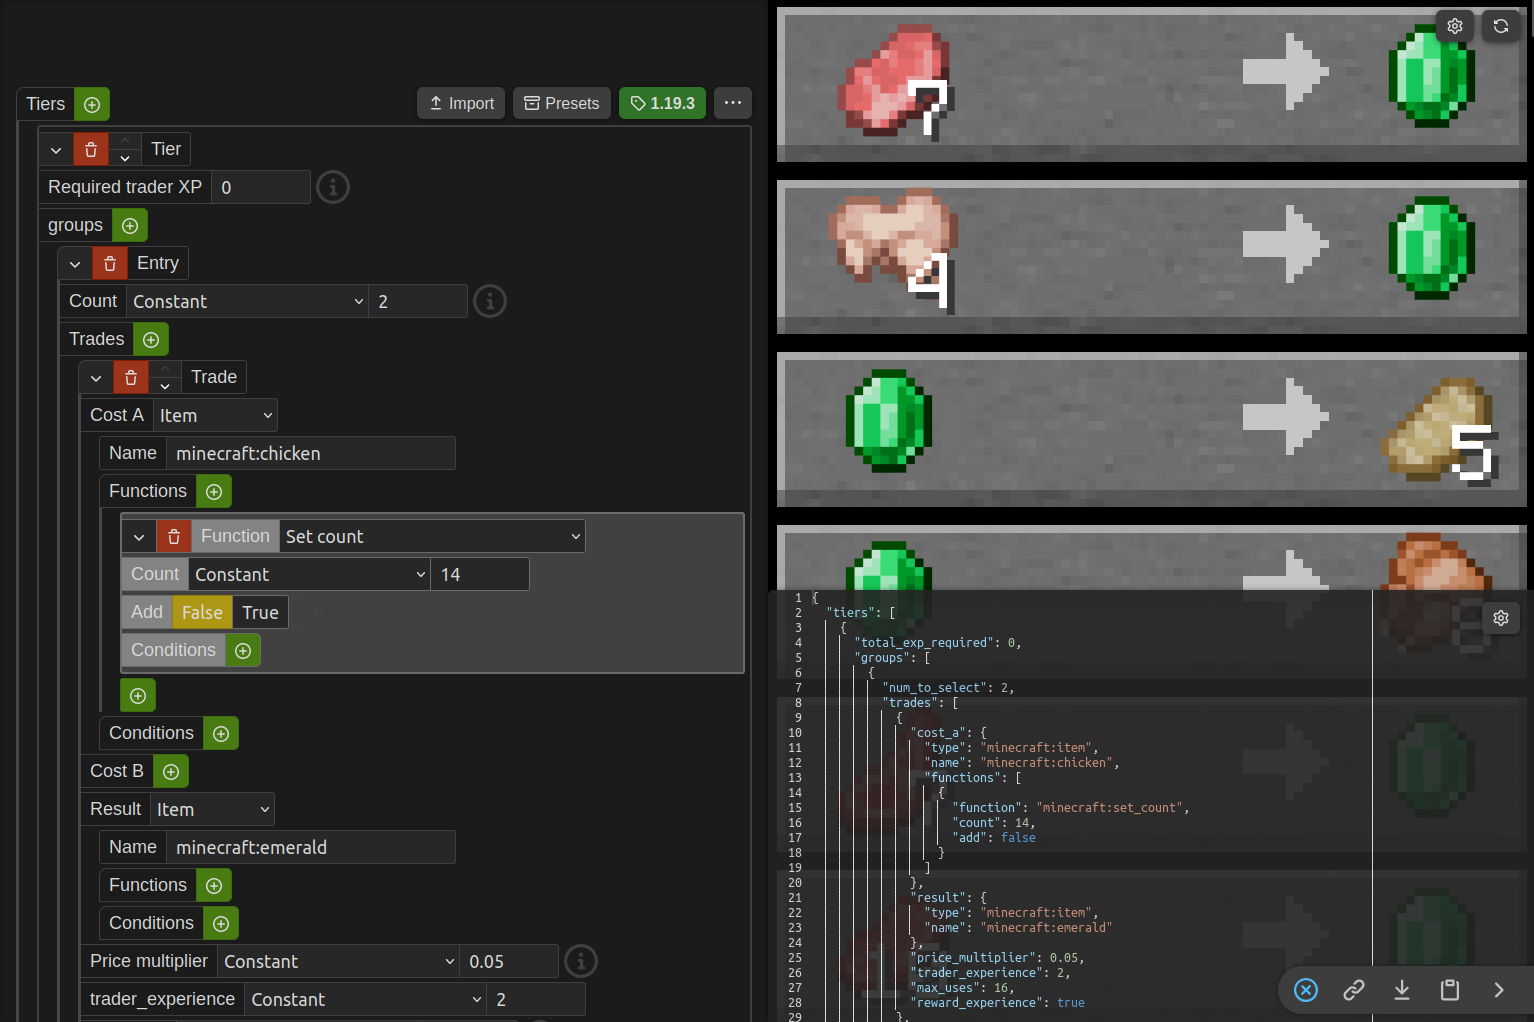 Tiers
Import
Presets
1.19.3
Tier
Required trader XP 0
groups
Entry
Count Constant 2
Trades
Trade
Cost A Item
Name minecraft:chicken
Functions
Function Set count
Count Constant 14
Add False True
Conditions
Conditions
Cost B
Result Item
Name minecraft:emerald
Functions
Conditions
Price multiplier Constant 0.05
trader_experience Constant 2
7
4
5
1 {
2 "tiers": [
3 {
4 "total_exp_required": 0,
5 "groups": [
6 {
7 "num_to_select": 2,
8 "trades": [
9 {
10 "cost_a": {
11 "type": "minecraft:item",
12 "name": "minecraft:chicken",
13 "functions": [
14 {
15 "function": "minecraft:set_count",
16 "count": 14,
17 "add": false
18 }
19 ]
20 },
21 "result": {
22 "type": "minecraft:item",
23 "name": "minecraft:emerald"
24 },
25 "price_multiplier": 0.05,
26 "trader_experience": 2,
27 "max_uses": 16,
28 "reward_experience": true
29 },